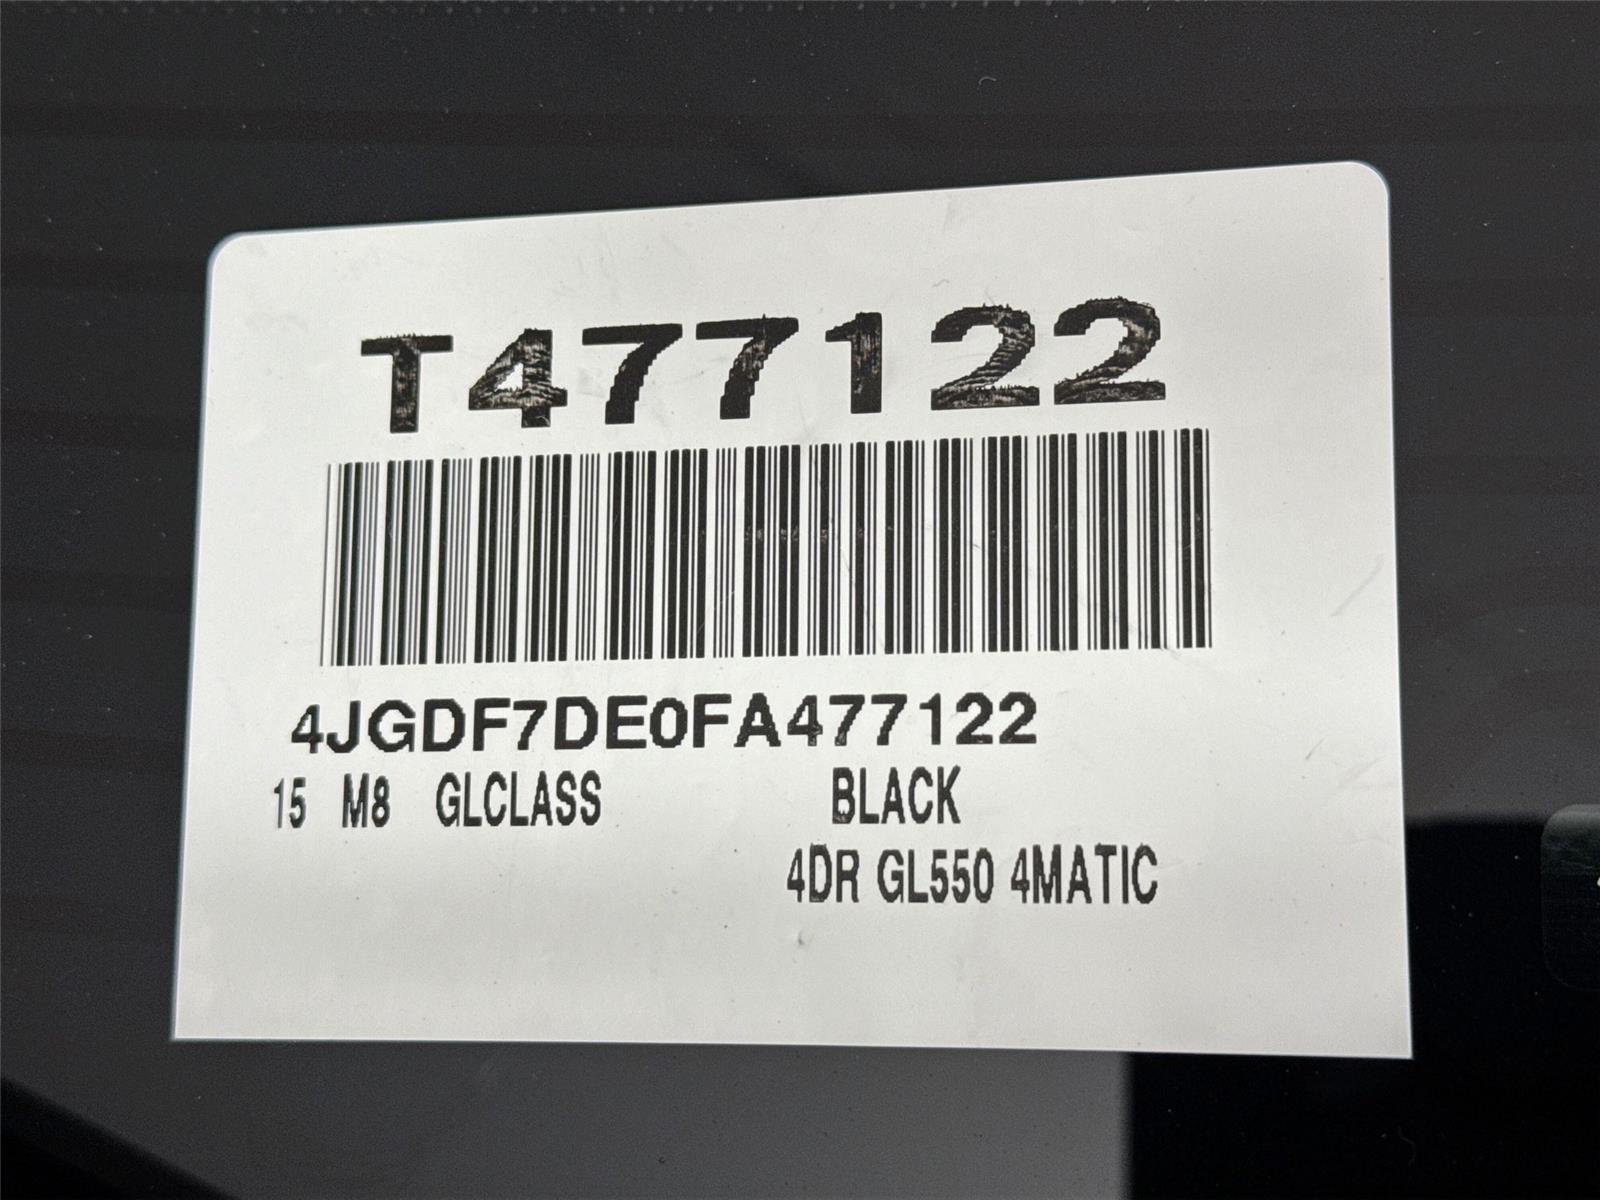 T477122
4JGDF7DE0FA477122
15 M8 GLCLASS BLACK
4DR GL550 4MATIC